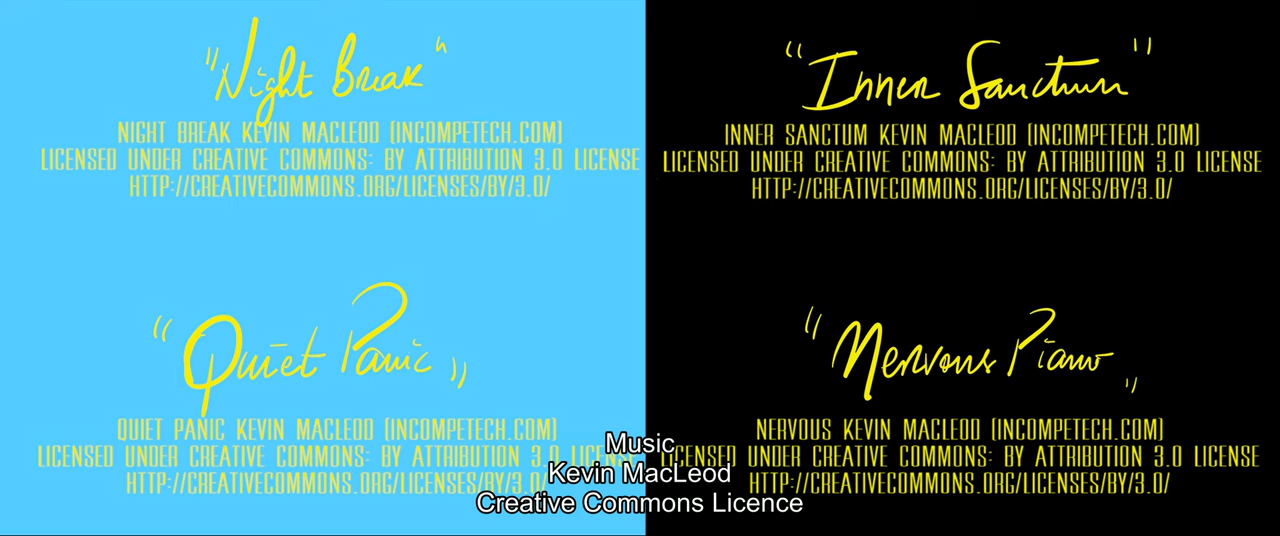 "Night Break"
NIGHT BREAK KEVIN MACLEOD (INCOMPETECH.COM)
LICENSED UNDER CREATIVE COMMONS: BY ATTRIBUTION 3.0 LICENSE
HTTP://CREATIVECOMMONS.ORG/LICENSES/BY/3.0/
"Inner Sanctum"
INNER SANCTUM KEVIN MACLEOD (INCOMPETECH.COM)
LICENSED UNDER CREATIVE COMMONS: BY ATTRIBUTION 3.0 LICENSE
HTTP://CREATIVECOMMONS.ORG/LICENSES/BY/3.0/
"Quiet Panic"
QUIET PANIC KEVIN MACLEOD (INCOMPETECH.COM)
LICENSED UNDER CREATIVE COMMONS: BY ATTRIBUTION 3.0 LICENSE
HTTP://CREATIVECOMMONS.ORG/LICENSES/BY/3.0/
"Nervous Piano"
NERVOUS KEVIN MACLEOD (INCOMPETECH.COM)
LICENSED UNDER CREATIVE COMMONS: BY ATTRIBUTION 3.0 LICENSE
HTTP://CREATIVECOMMONS.ORG/LICENSES/BY/3.0/
Music
Kevin MacLeod
Creative Commons Licence